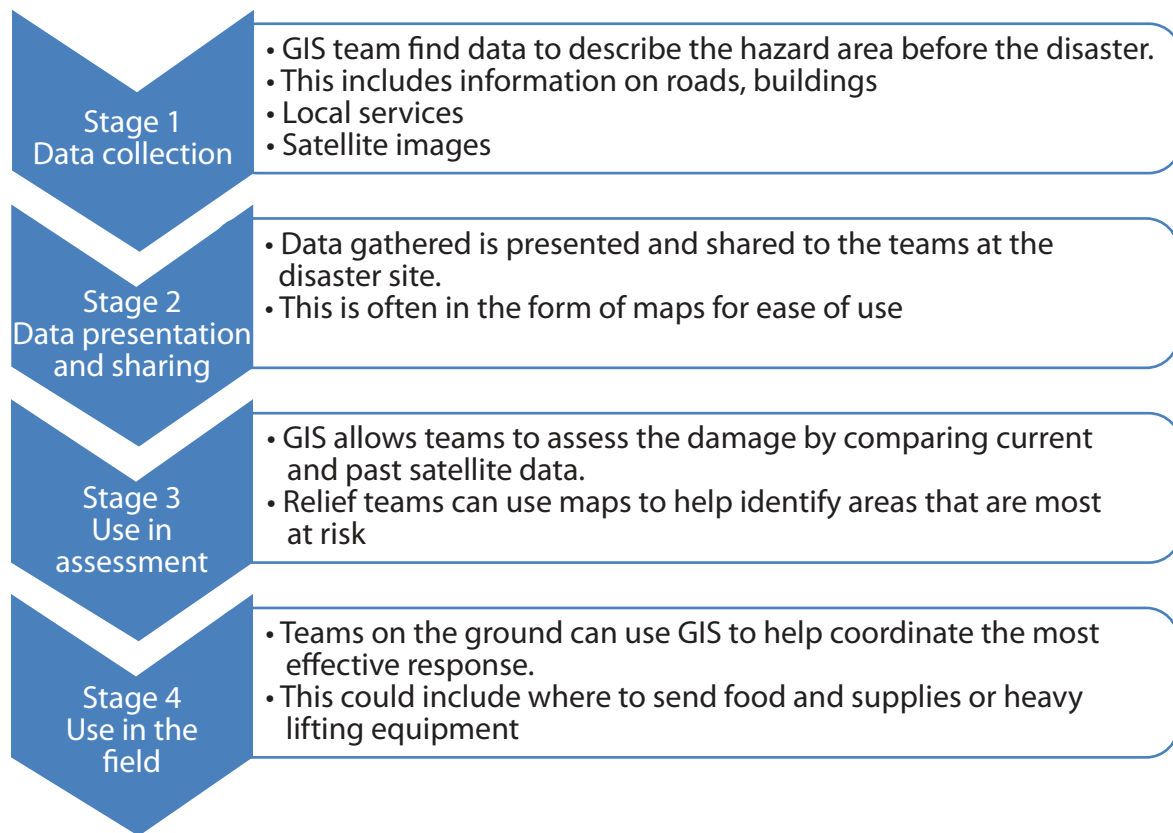 Stage 1
Data collection
• GIS team find data to describe the hazard area before the disaster.
• This includes information on roads, buildings
• Local services
• Satellite images
Stage 2
Data presentation
and sharing
• Data gathered is presented and shared to the teams at the
disaster site.
• This is often in the form of maps for ease of use
Stage 3
Use in
assessment
• GIS allows teams to assess the damage by comparing current
and past satellite data.
• Relief teams can use maps to help identify areas that are most
at risk
Stage 4
Use in the
field
• Teams on the ground can use GIS to help coordinate the most
effective response.
• This could include where to send food and supplies or heavy
lifting equipment